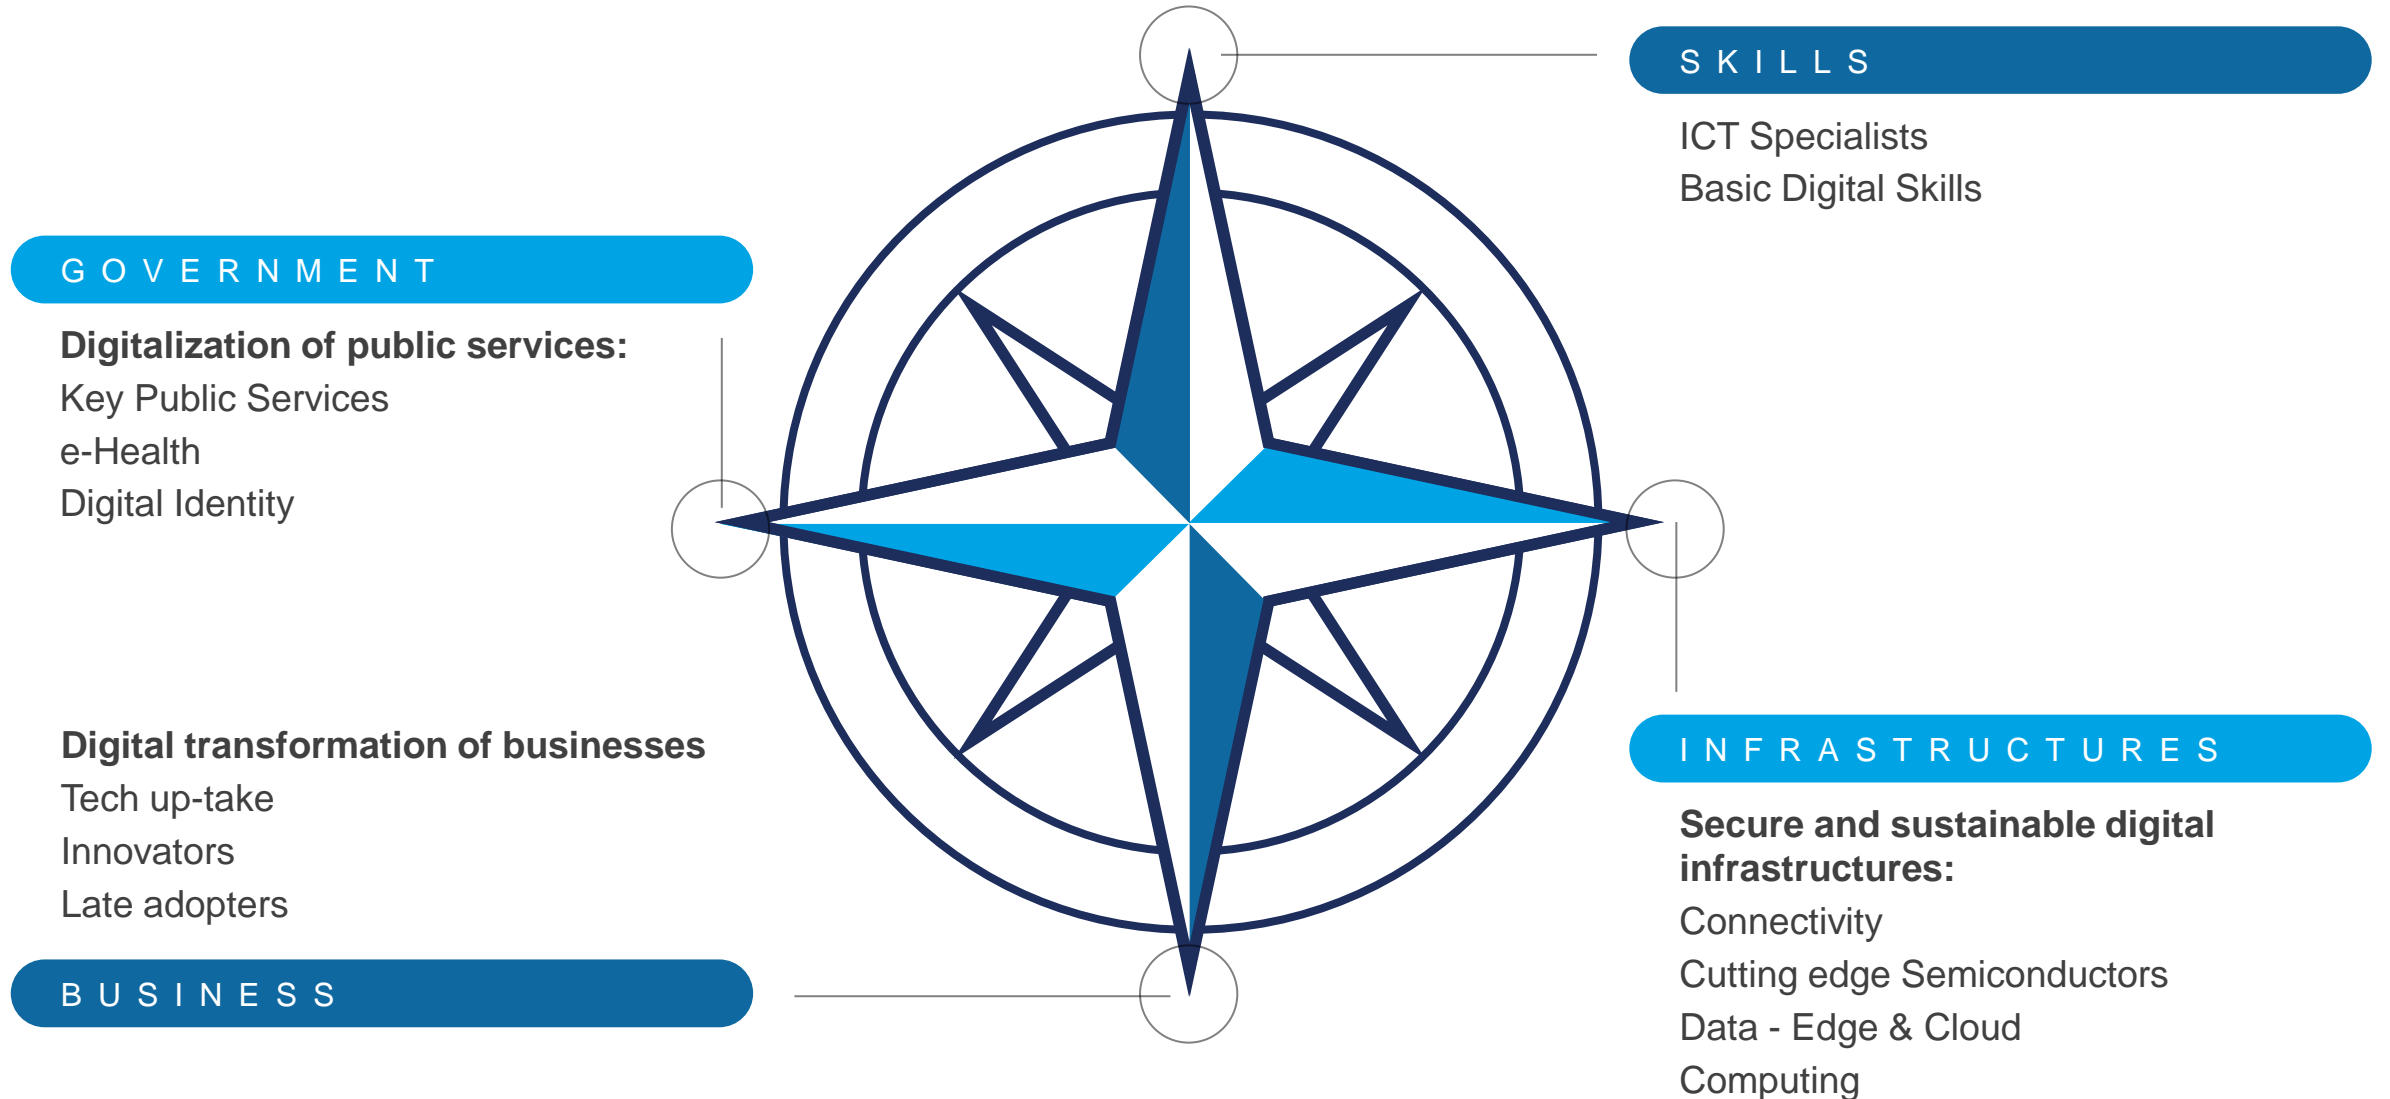 SKILLS
ICT Specialists
Basic Digital Skills
GOVERNMENT
Digitalization of public services:
Key Public Services
e-Health
Digital Identity
Digital transformation of businesses
Tech up-take
Innovators
Late adopters
BUSINESS
INFRASTRUCTURES
Secure and sustainable digital
infrastructures:
Connectivity
Cutting edge Semiconductors
Data - Edge & Cloud
Computing